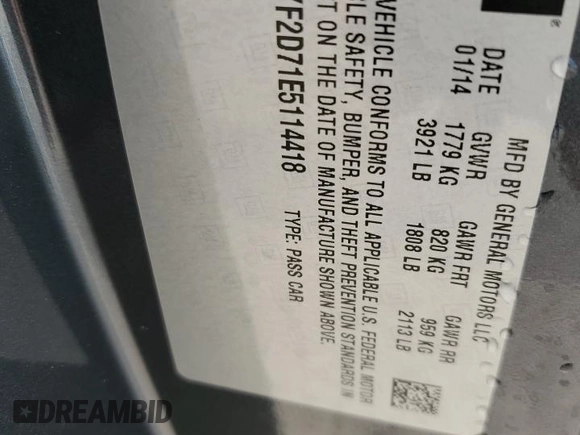 MFD BY GENERAL MOTORS LLC
DATE GVWR GAWR FRT GAWR RR
01/14 1779 KG 820 KG 959 KG
3921 LB 1808 LB 2113 LB
VEHICLE CONFORMS TO ALL APPLICABLE U.S. FEDERAL MOTOR
LE SAFETY, BUMPER, AND THEFT PREVENTION STANDARDS IN
T ON THE DATE OF MANUFACTURE SHOWN ABOVE.
F2D71E5114418 TYPE: PASS CAR
DREAMBID